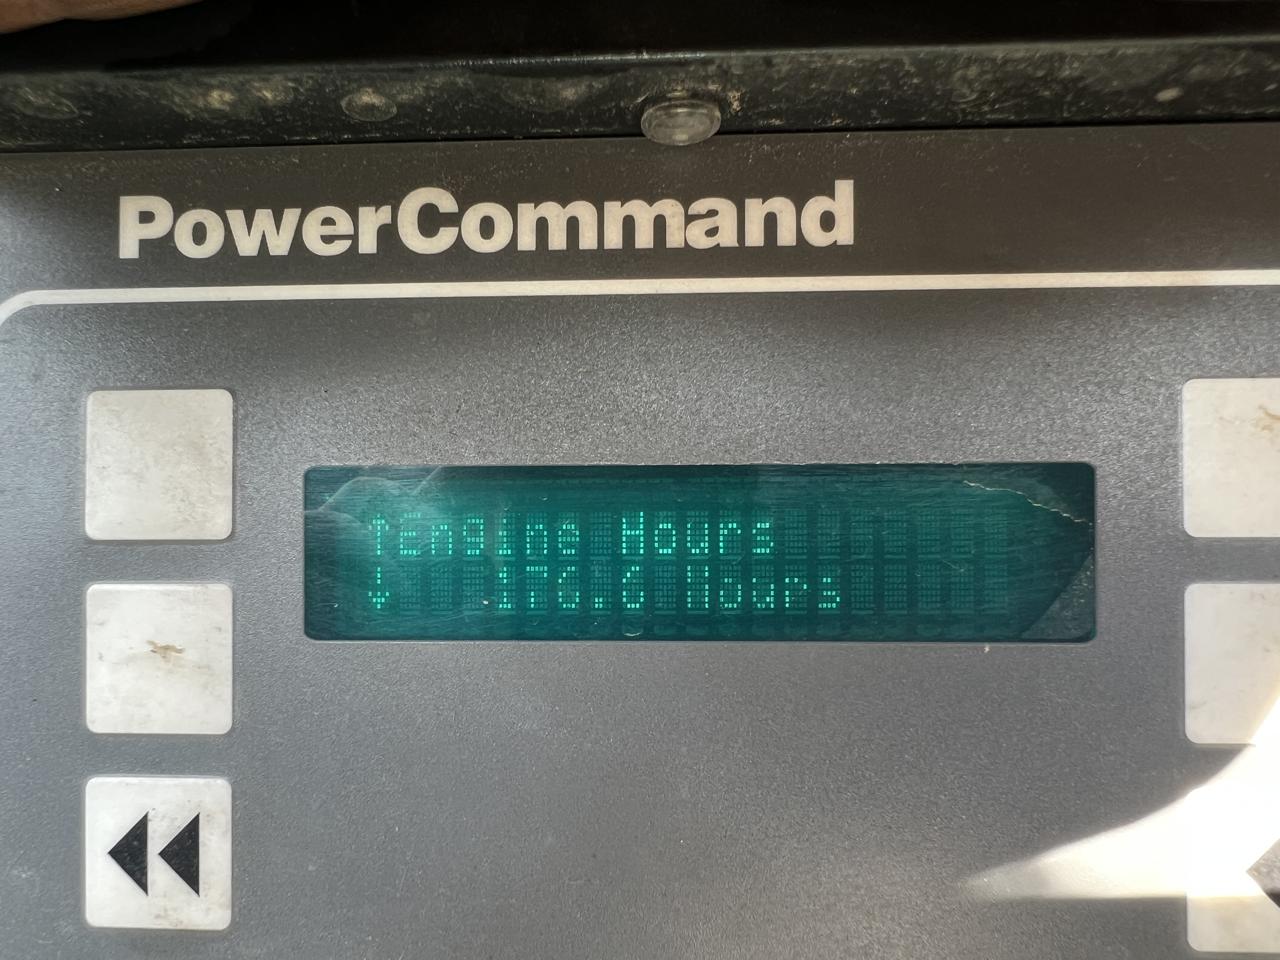 PowerCommand
↑Engine Hours
↓ 176.6 Hours